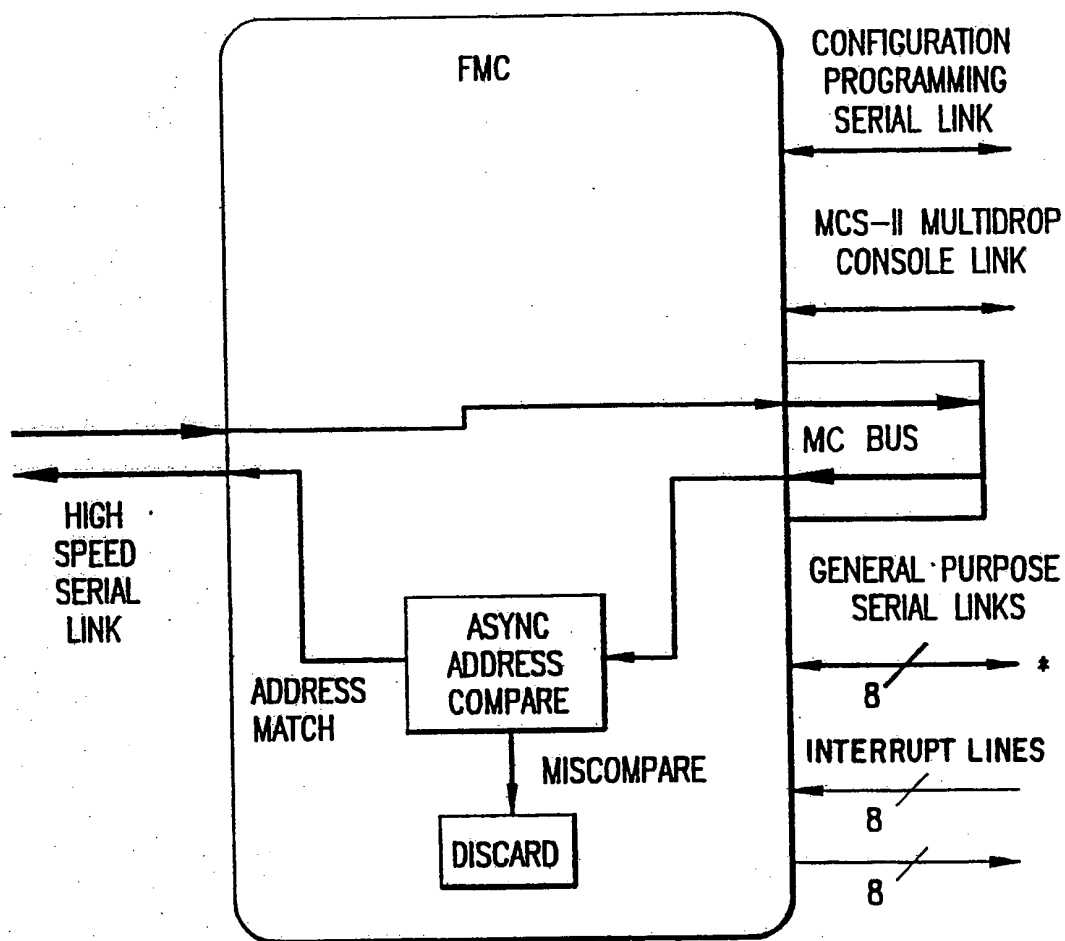 FMC
CONFIGURATION
PROGRAMMING
SERIAL LINK
MCS-II MULTIDROP
CONSOLE LINK
MC BUS
HIGH
SPEED
SERIAL
LINK
GENERAL PURPOSE
SERIAL LINKS
8
*
ASYNC
ADDRESS
COMPARE
ADDRESS
MATCH
MISCOMPARE
DISCARD
INTERRUPT LINES
8
8